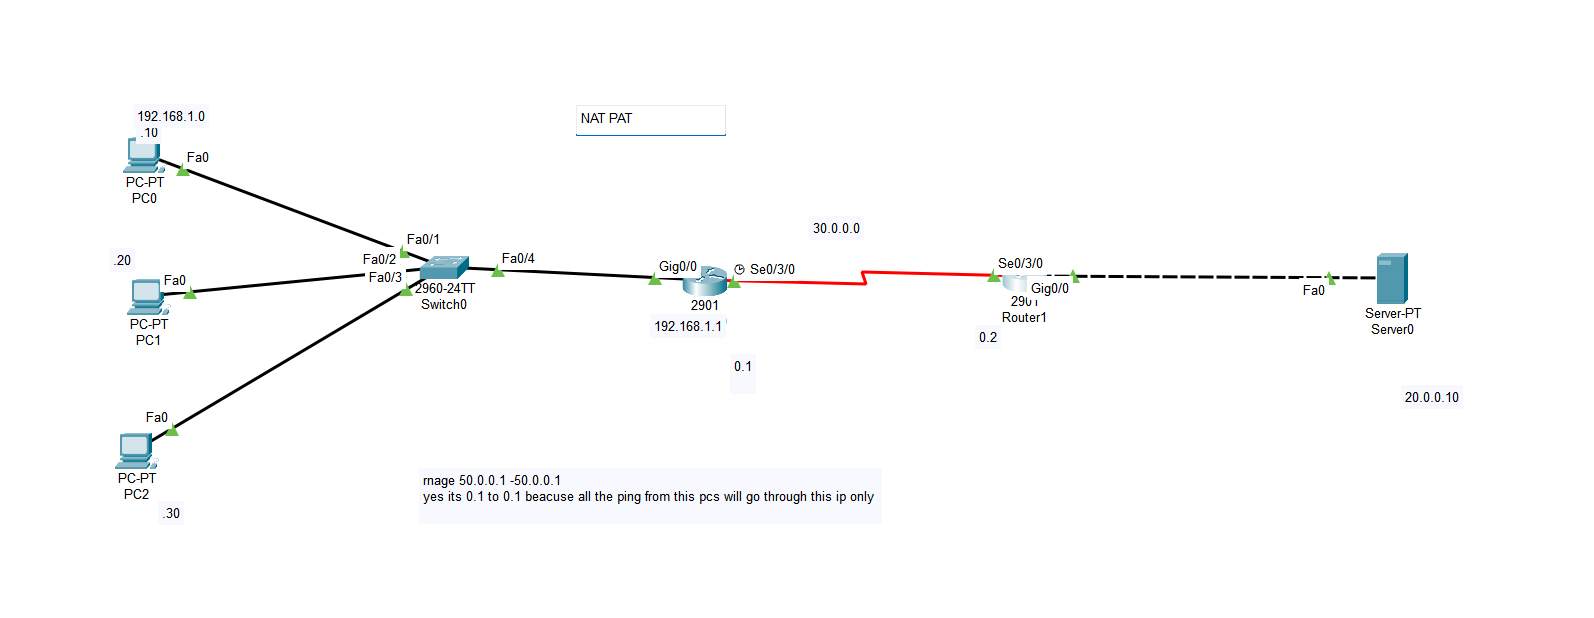 192.168.1.0
.10
Fa0
PC-PT
PC0
NAT PAT
.20
Fa0
PC-PT
PC1
Fa0/1
Fa0/2
Fa0/3
Fa0/4
2960-24TT
Switch0
Gig0/0
Se0/3/0
2901
192.168.1.1
0.1
30.0.0.0
Se0/3/0
Gig0/0
2901
Router1
0.2
Fa0
Server-PT
Server0
20.0.0.10
Fa0
PC-PT
PC2
.30
rnage 50.0.0.1 -50.0.0.1
yes its 0.1 to 0.1 beacuse all the ping from this pcs will go through this ip only